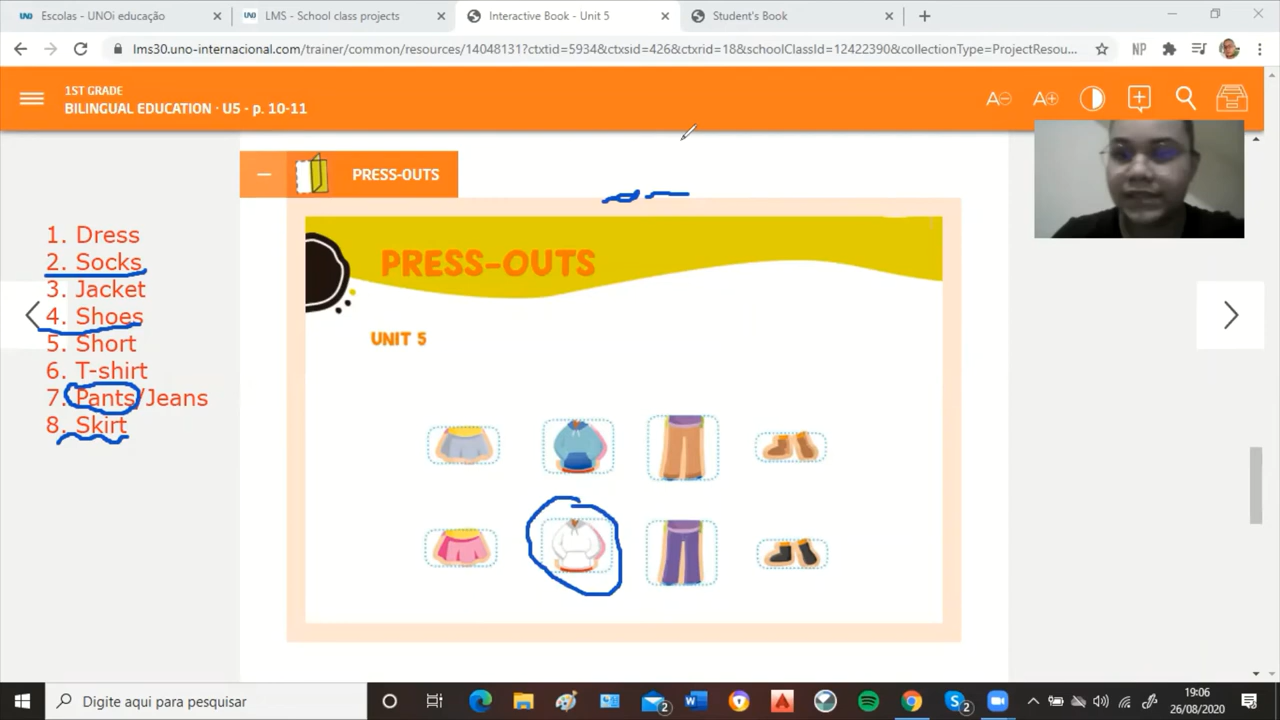 Escolas - UNOi educação
LMS - School class projects
Interactive Book - Unit 5
Student's Book
lms30.uno-internacional.com/trainer/common/resources/14048131?ctxtid=5934&ctxsid=426&ctxrid=18&schoolClassId=12422390&collectionType=ProjectResou...
NP
1ST GRADE
BILINGUAL EDUCATION · U5 - p. 10-11
PRESS-OUTS
1. Dress
2. Socks
3. Jacket
4. Shoes
5. Short
6. T-shirt
7. Pants/Jeans
8. Skirt
PRESS-OUTS
UNIT 5
Digite aqui para pesquisar
2
2
19:06
26/08/2020